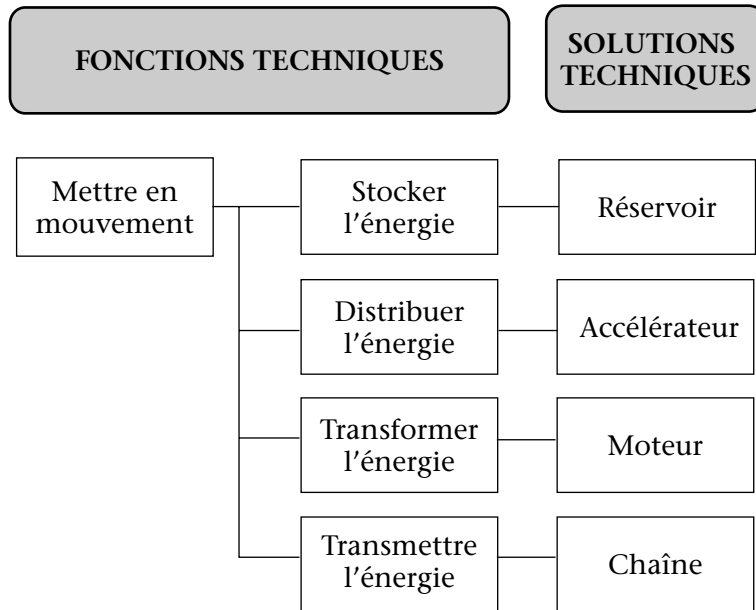 FONCTIONS TECHNIQUES
SOLUTIONS
TECHNIQUES
Mettre en
mouvement
Stocker
l’énergie
Réservoir
Distribuer
l’énergie
Accélérateur
Transformer
l’énergie
Moteur
Transmettre
l’énergie
Chaîne